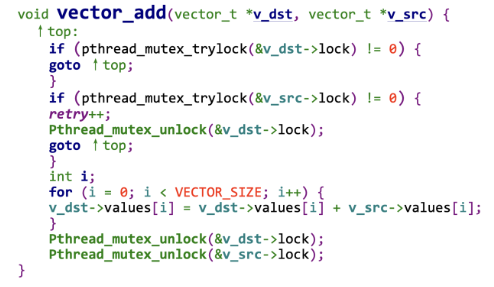 void vector_add(vector_t *v_dst, vector_t *v_src) {
↑top:
if (pthread_mutex_trylock(&v_dst->lock) != 0) {
goto ↑top;
}
if (pthread_mutex_trylock(&v_src->lock) != 0) {
retry++;
Pthread_mutex_unlock(&v_dst->lock);
goto ↑top;
}
int i;
for (i = 0; i < VECTOR_SIZE; i++) {
v_dst->values[i] = v_dst->values[i] + v_src->values[i];
}
Pthread_mutex_unlock(&v_dst->lock);
Pthread_mutex_unlock(&v_src->lock);
}